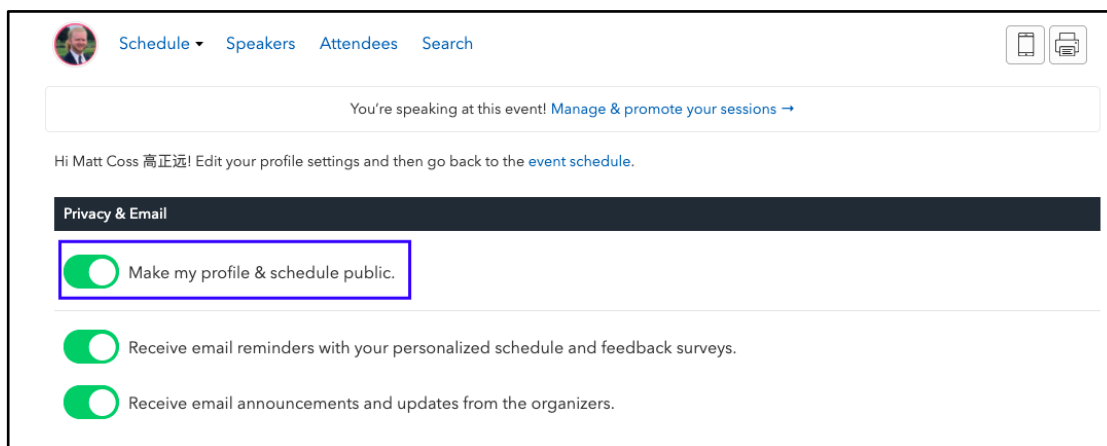 Schedule Speakers Attendees Search
You’re speaking at this event! Manage & promote your sessions →
Hi Matt Coss 高正远! Edit your profile settings and then go back to the event schedule.
Privacy & Email
Make my profile & schedule public.
Receive email reminders with your personalized schedule and feedback surveys.
Receive email announcements and updates from the organizers.